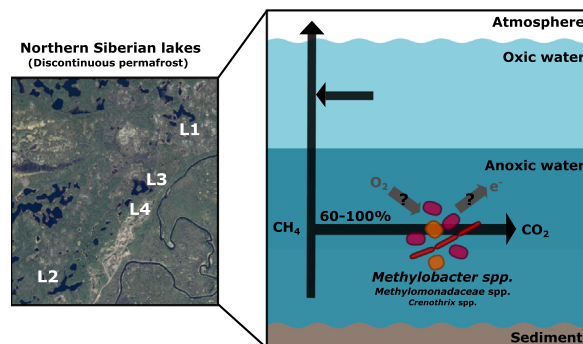 Northern Siberian lakes
(Discontinuous permafrost)
L1
L3
L4
L2
Atmosphere
Oxic water
Anoxic water
O2
?
?
e-
CH4
60-100%
CO2
Methylobacter spp.
Methylomonadaceae spp.
Crenothrix spp.
Sediment